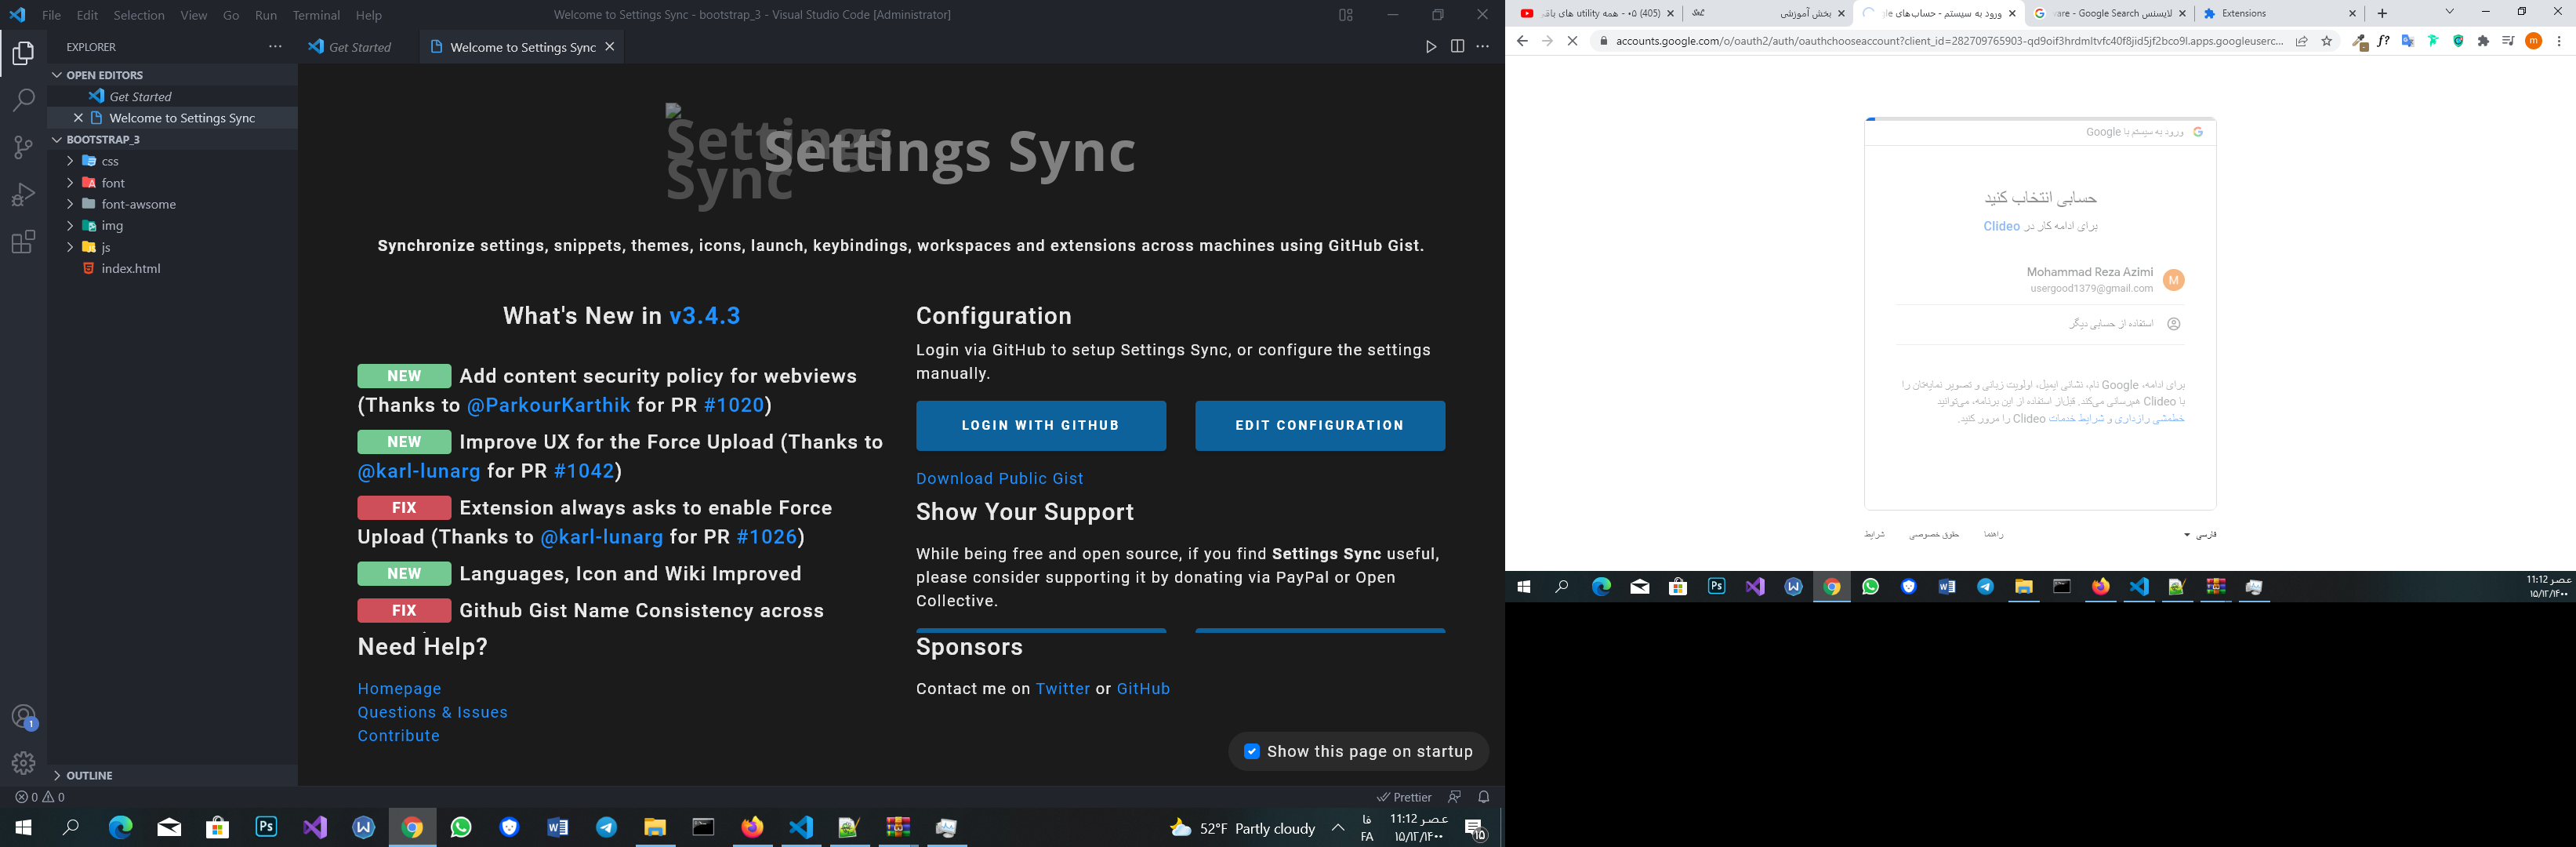 File Edit Selection View Go Run Terminal Help
Welcome to Settings Sync - bootstrap_3 - Visual Studio Code [Administrator]
EXPLORER
Get Started
Welcome to Settings Sync
OPEN EDITORS
Get Started
Welcome to Settings Sync
BOOTSTRAP_3
css
font
font-awsome
img
js
index.html
OUTLINE
Settings Sync
Settings Sync
Synchronize settings, snippets, themes, icons, launch, keybindings, workspaces and extensions across machines using GitHub Gist.
What's New in v3.4.3
NEW Add content security policy for webviews
(Thanks to @ParkourKarthik for PR #1020)
NEW Improve UX for the Force Upload (Thanks to
@karl-lunarg for PR #1042)
FIX Extension always asks to enable Force
Upload (Thanks to @karl-lunarg for PR #1026)
NEW Languages, Icon and Wiki Improved
FIX Github Gist Name Consistency across
Need Help?
Homepage
Questions & Issues
Contribute
Configuration
Login via GitHub to setup Settings Sync, or configure the settings
manually.
LOGIN WITH GITHUB
EDIT CONFIGURATION
Download Public Gist
Show Your Support
While being free and open source, if you find Settings Sync useful,
please consider supporting it by donating via PayPal or Open
Collective.
Sponsors
Contact me on Twitter or GitHub
Show this page on startup
0 0
Prettier
1
52°F Partly cloudy
فا
FA
11:12 عصر
۱۵/۱۲/۱۴۰۰
۱۵
(405) ۰۵ - همه utility های
بخش آموزشی
ورود به سیستم - حساب‌های
لایسنس - Google Search
Extensions
accounts.google.com/o/oauth2/auth/oauthchooseaccount?client_id=282709765903-qd9oif3hrdmltvfc40f8jid5jf2bco9l.apps.googleuserc...
f?
m
ورود به سیستم با Google
حسابی انتخاب کنید
برای ادامه کار در Clideo
M
Mohammad Reza Azimi
usergood1379@gmail.com
استفاده از حسابی دیگر
برای ادامه، Google نام، نشانی ایمیل، اولویت زبانی و تصویر نمایه‌تان را
با Clideo هم‌رسانی می‌کند. قبل‌از استفاده از این برنامه، می‌توانید
خط‌مشی رازداری و شرایط خدمات Clideo را مرور کنید.
فارسی
راهنما
حقوق خصوصی
شرایط
11:12 عصر
۱۵/۱۲/۱۴۰۰